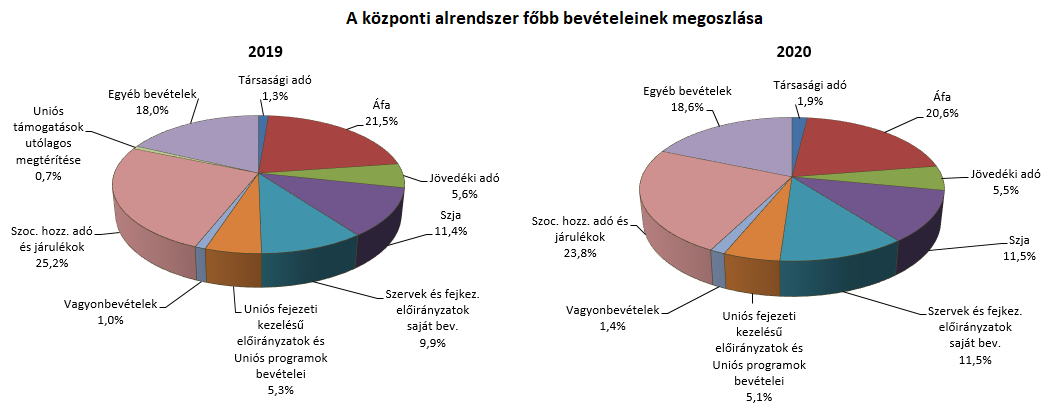 A központi alrendszer főbb bevételeinek megoszlása
2019
Társasági adó
1,3%
Áfa
21,5%
Jövedéki adó
5,6%
Szja
11,4%
Szervek és fejkez.
előirányzatok
saját bev.
9,9%
Uniós fejezeti
kezelésű
előirányzatok és
Uniós programok
bevételei
5,3%
Vagyonbevételek
1,0%
Szoc. hozz. adó
és járulékok
25,2%
Uniós
támogatások
utólagos
megtérítése
0,7%
Egyéb bevételek
18,0%
2020
Társasági adó
1,9%
Áfa
20,6%
Jövedéki adó
5,5%
Szja
11,5%
Szervek és fejkez.
előirányzatok
saját bev.
11,5%
Uniós fejezeti
kezelésű
előirányzatok és
Uniós programok
bevételei
5,1%
Vagyonbevételek
1,4%
Szoc. hozz. adó és
járulékok
23,8%
Egyéb bevételek
18,6%